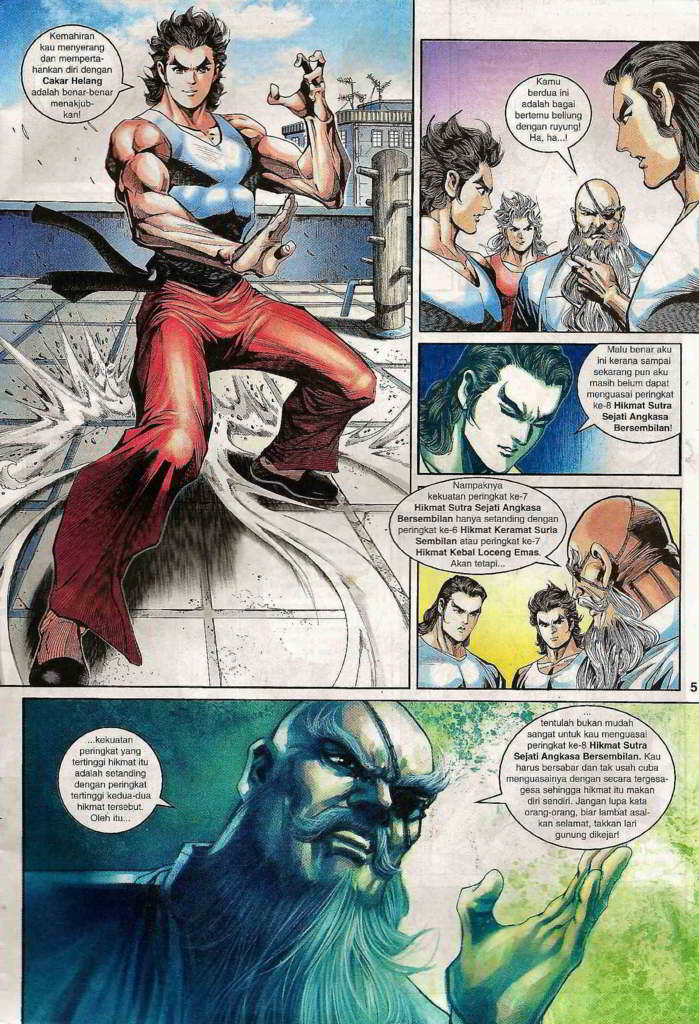 Kemahiran
kau menyerang
dan memperta-
hankan diri dengan
Cakar Helang
adalah benar-benar
menakjub-
kan!
Kamu
berdua ini
adalah bagai
bertemu beliung
dengan ruyung!
Ha, ha...!
Malu benar aku
ini kerana sampai
sekarang pun aku
masih belum dapat
menguasai peringkat
ke-8 Hikmat Sutra
Sejati Angkasa
Bersembilan!
Nampaknya
kekuatan peringkat ke-7
Hikmat Sutra Sejati Angkasa
Bersembilan hanya setanding dengan
peringkat ke-6 Hikmat Keramat Suria
Sembilan atau peringkat ke-7
Hikmat Kebal Loceng Emas.
Akan tetapi...
5
...kekuatan
peringkat yang
tertinggi hikmat itu
adalah setanding
dengan peringkat
tertinggi kedua-dua
hikmat tersebut.
Oleh itu...
...
tentulah bukan mudah
sangat untuk kau menguasai
peringkat ke-8 Hikmat Sutra
Sejati Angkasa Bersembilan. Kau
harus bersabar dan tak usah cuba
menguasainya dengan secara tergesa-
gesa sehingga hikmat itu makan
diri sendiri. Jangan lupa kata
orang-orang, biar lambat asal-
kan selamat, takkan lari
gunung dikejar!